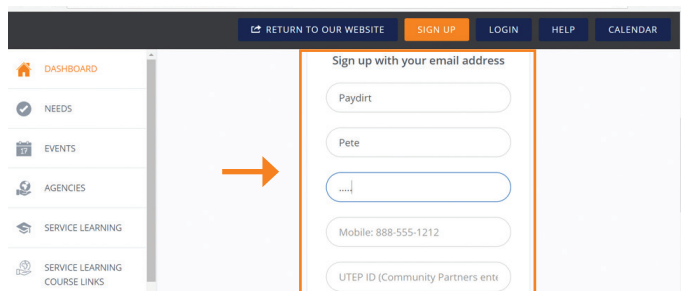 RETURN TO OUR WEBSITE
SIGN UP
LOGIN
HELP
CALENDAR
DASHBOARD
NEEDS
17
EVENTS
AGENCIES
SERVICE LEARNING
SERVICE LEARNING
COURSE LINKS
Sign up with your email address
Paydirt
Pete
.....
Mobile: 888-555-1212
UTEP ID (Community Partners ente